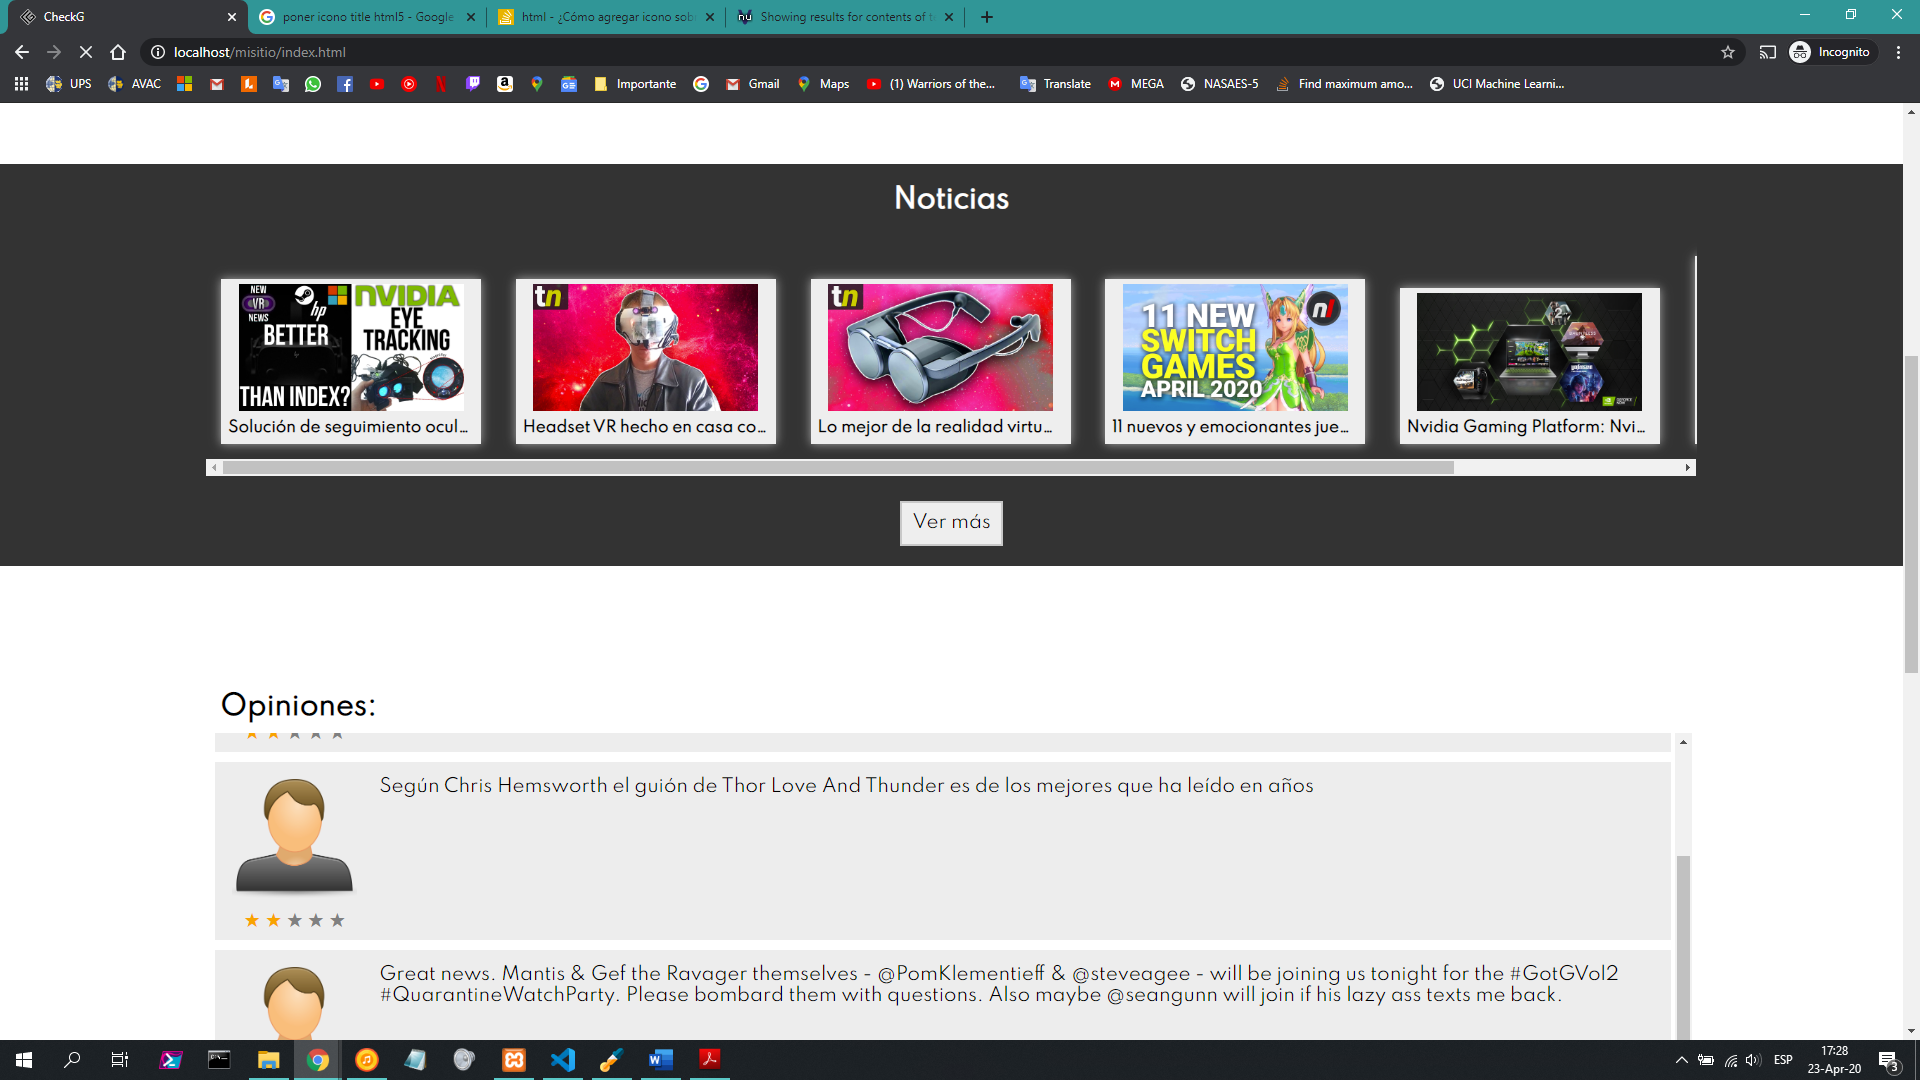 CheckG
poner icono title html5 - Google
html - ¿Cómo agregar icono sob
Showing results for contents of t
localhost/misitio/index.html
Incognito
UPS
AVAC
Importante
Gmail
Maps
(1) Warriors of the...
Translate
MEGA
NASAES-5
Find maximum amo...
UCI Machine Learni...
Noticias
NEW
VR
NEWS
hp
BETTER
THAN INDEX?
NVIDIA
EYE
TRACKING
Solución de seguimiento ocul...
tn
Headset VR hecho en casa co...
tn
Lo mejor de la realidad virtu...
11 NEW
SWITCH
GAMES
APRIL 2020
n!
11 nuevos y emocionantes jue...
Nvidia Gaming Platform: Nvi...
Ver más
Opiniones:
Según Chris Hemsworth el guión de Thor Love And Thunder es de los mejores que ha leído en años
Great news. Mantis & Gef the Ravager themselves - @PomKlementieff & @steveagee - will be joining us tonight for the #GotGVol2
#QuarantineWatchParty. Please bombard them with questions. Also maybe @seangunn will join if his lazy ass texts me back.
ESP
17:28
23-Apr-20
3